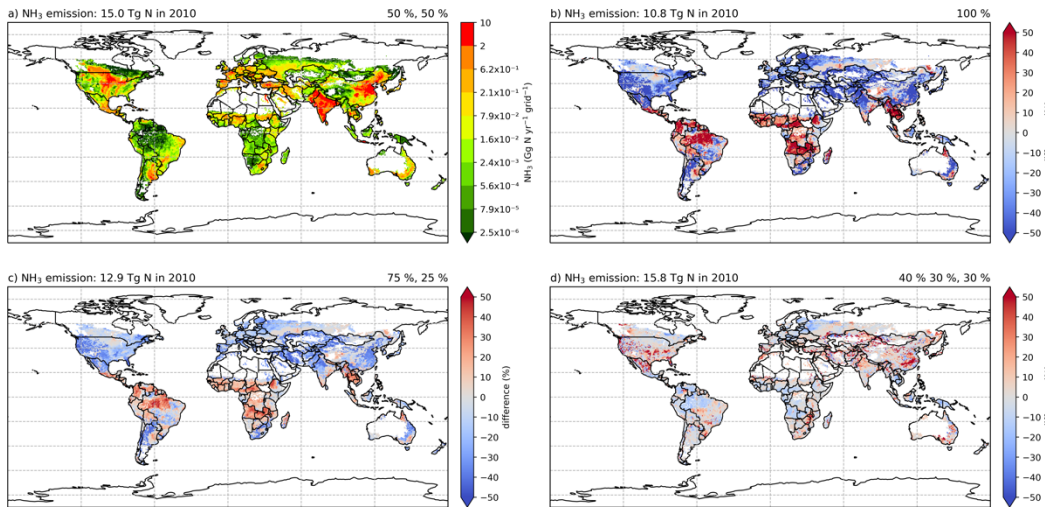 a) NH₃ emission: 15.0 Tg N in 2010 50 %, 50 %
10
2
6.2x10⁻¹
2.1x10⁻¹
7.9x10⁻²
1.6x10⁻²
2.4x10⁻³
5.6x10⁻⁴
7.9x10⁻⁵
2.5x10⁻⁶
NH₃ (Gg N yr⁻¹ grid⁻¹)
b) NH₃ emission: 10.8 Tg N in 2010 100 %
50
40
30
20
10
0
−10
−20
−30
−40
−50
c) NH₃ emission: 12.9 Tg N in 2010 75 %, 25 %
50
40
30
20
10
0
−10
−20
−30
−40
−50
difference (%)
d) NH₃ emission: 15.8 Tg N in 2010 40 % 30 %, 30 %
50
40
30
20
10
0
−10
−20
−30
−40
−50